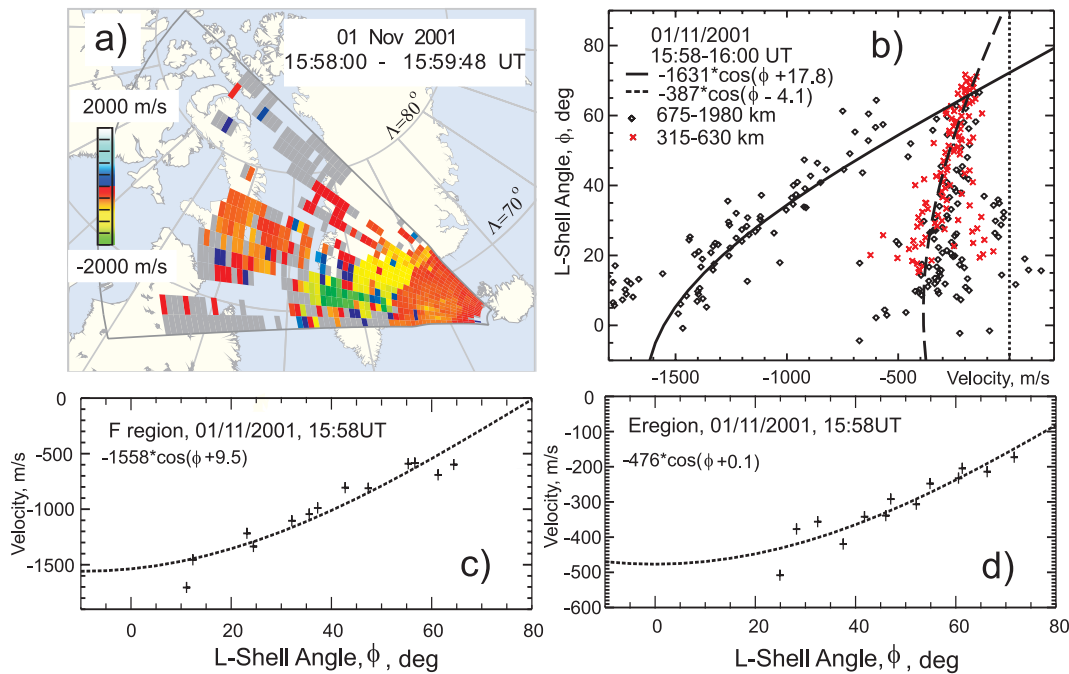 a)
01 Nov 2001
15:58:00 - 15:59:48 UT
2000 m/s
-2000 m/s
Λ=80°
Λ=70°
b)
01/11/2001
15:58-16:00 UT
-1631*cos(ϕ +17.8)
-387*cos(ϕ - 4.1)
675-1980 km
315-630 km
L-Shell Angle, ϕ, deg
80
60
40
20
0
-1500
-1000
-500
Velocity, m/s
F region, 01/11/2001, 15:58UT
-1558*cos(ϕ+9.5)
c)
Velocity, m/s
0
-500
-1000
-1500
0
20
40
60
80
L-Shell Angle, ϕ , deg
Eregion, 01/11/2001, 15:58UT
-476*cos(ϕ+0.1)
d)
Velocity, m/s
0
-100
-200
-300
-400
-500
-600
0
20
40
60
80
L-Shell Angle, ϕ , deg